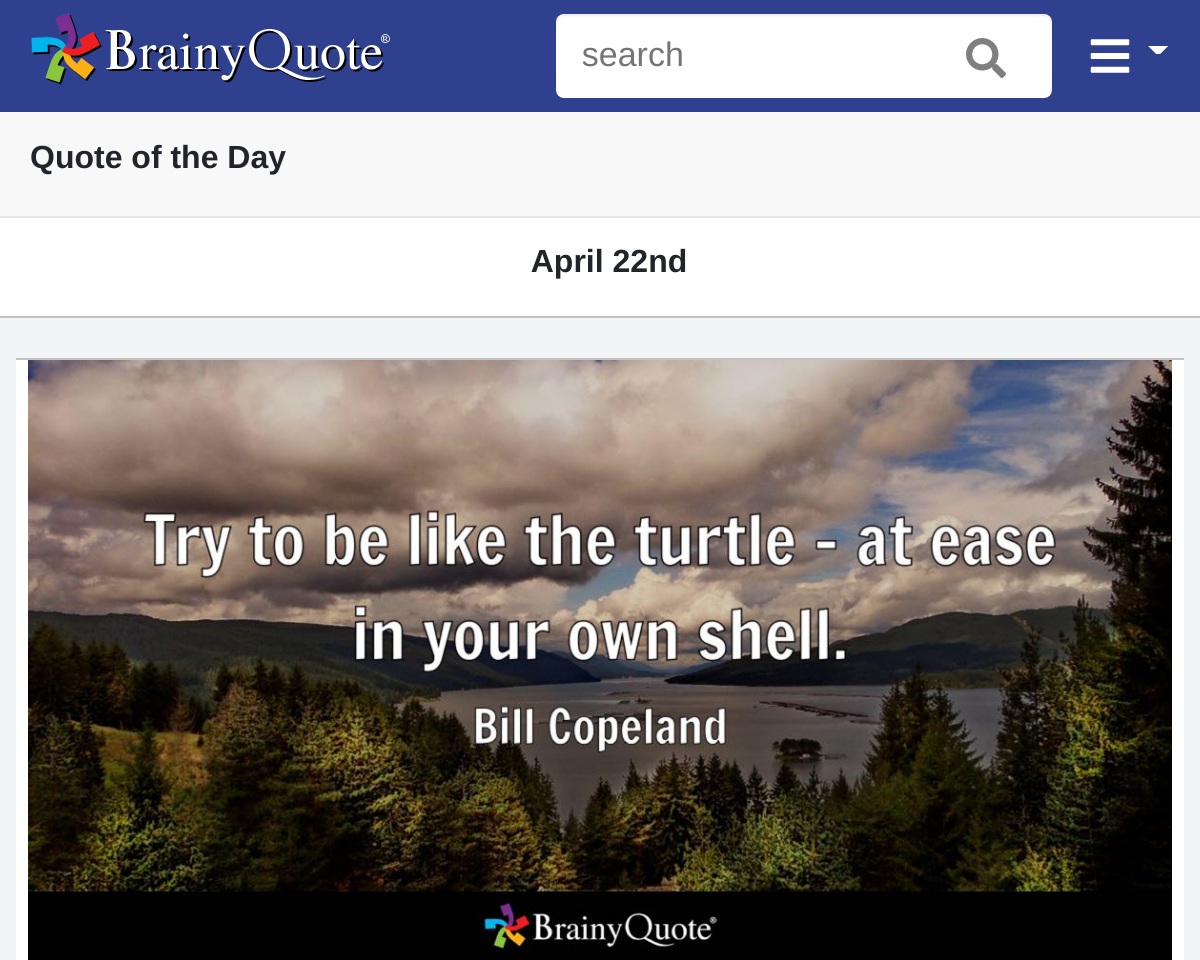 BrainyQuote®
search
Quote of the Day
April 22nd
Try to be like the turtle - at ease
in your own shell.
Bill Copeland
BrainyQuote®